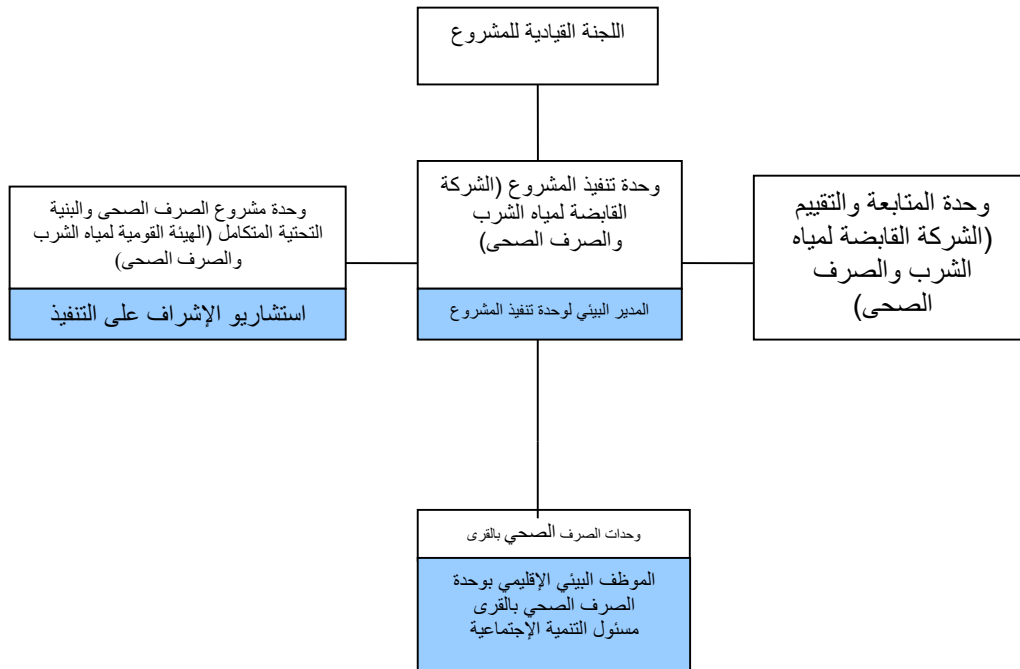 اللجنة القيادية للمشروع
وحدة المتابعة والتقييم
(الشركة القابضة لمياه
الشرب والصرف
الصحى)
وحدة تنفيذ المشروع (الشركة
القابضة لمياه الشرب
والصرف الصحى)
المدير البيئي لوحدة تنفيذ المشروع
وحدة مشروع الصرف الصحى والبنية
التحتية المتكامل (الهيئة القومية لمياه الشرب
والصرف الصحى)
استشاريو الإشراف على التنفيذ
وحدات الصرف الصحي بالقرى
الموظف البيئي الإقليمي بوحدة
الصرف الصحي بالقرى
مسئول التنمية الإجتماعية